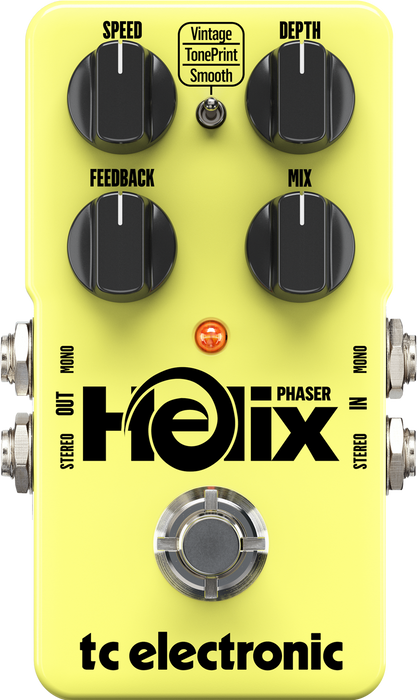 SPEED
Vintage
TonePrint
Smooth
DEPTH
FEEDBACK
MIX
MONO
OUT
STEREO
MONO
IN
STEREO
PHASER
Helix
tc electronic